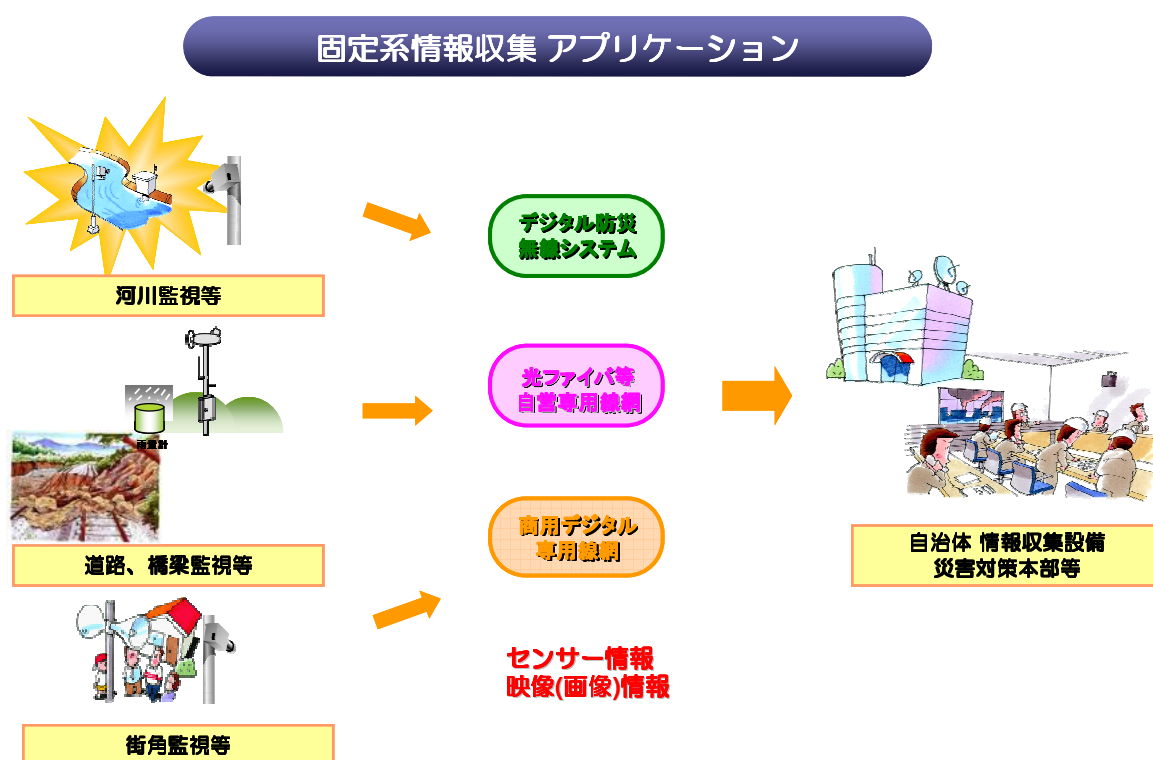 固定系情報収集 アプリケーション
河川監視等
雨量計
道路、橋梁監視等
街角監視等
デジタル防災
無線システム
光ファイバ等
自営専用線網
商用デジタル
専用線網
センサー情報
映像(画像)情報
自治体 情報収集設備
災害対策本部等